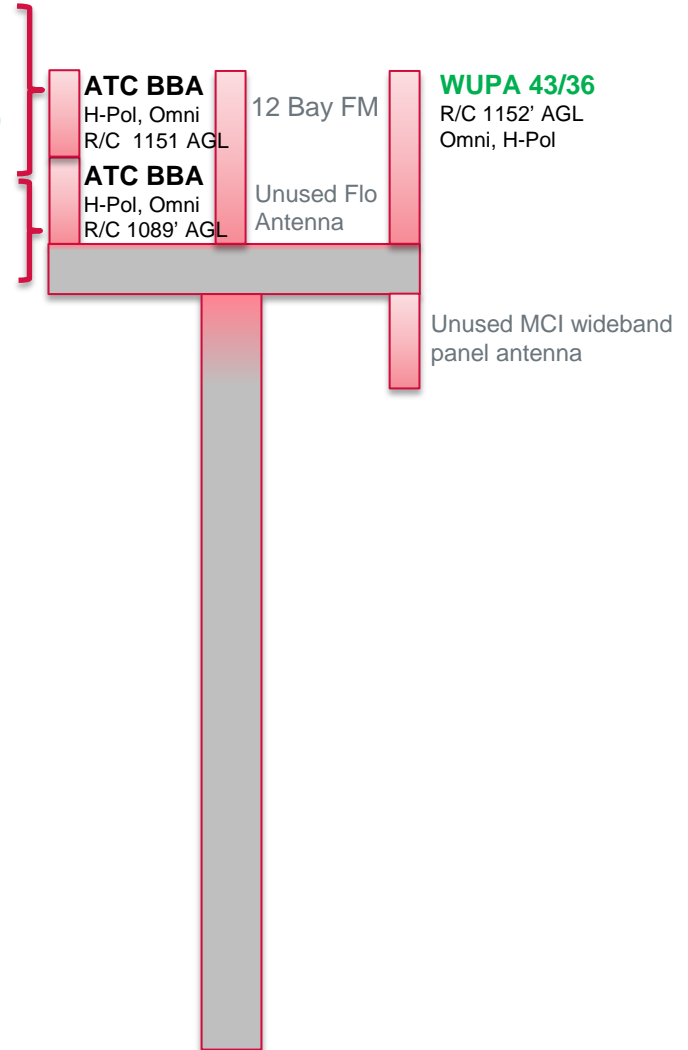 ATC BBA
H-Pol, Omni
R/C 1151 AGL
ATC BBA
H-Pol, Omni
R/C 1089’ AGL
12 Bay FM
Unused Flo
Antenna
WUPA 43/36
R/C 1152’ AGL
Omni, H-Pol
Unused MCI wideband
panel antenna